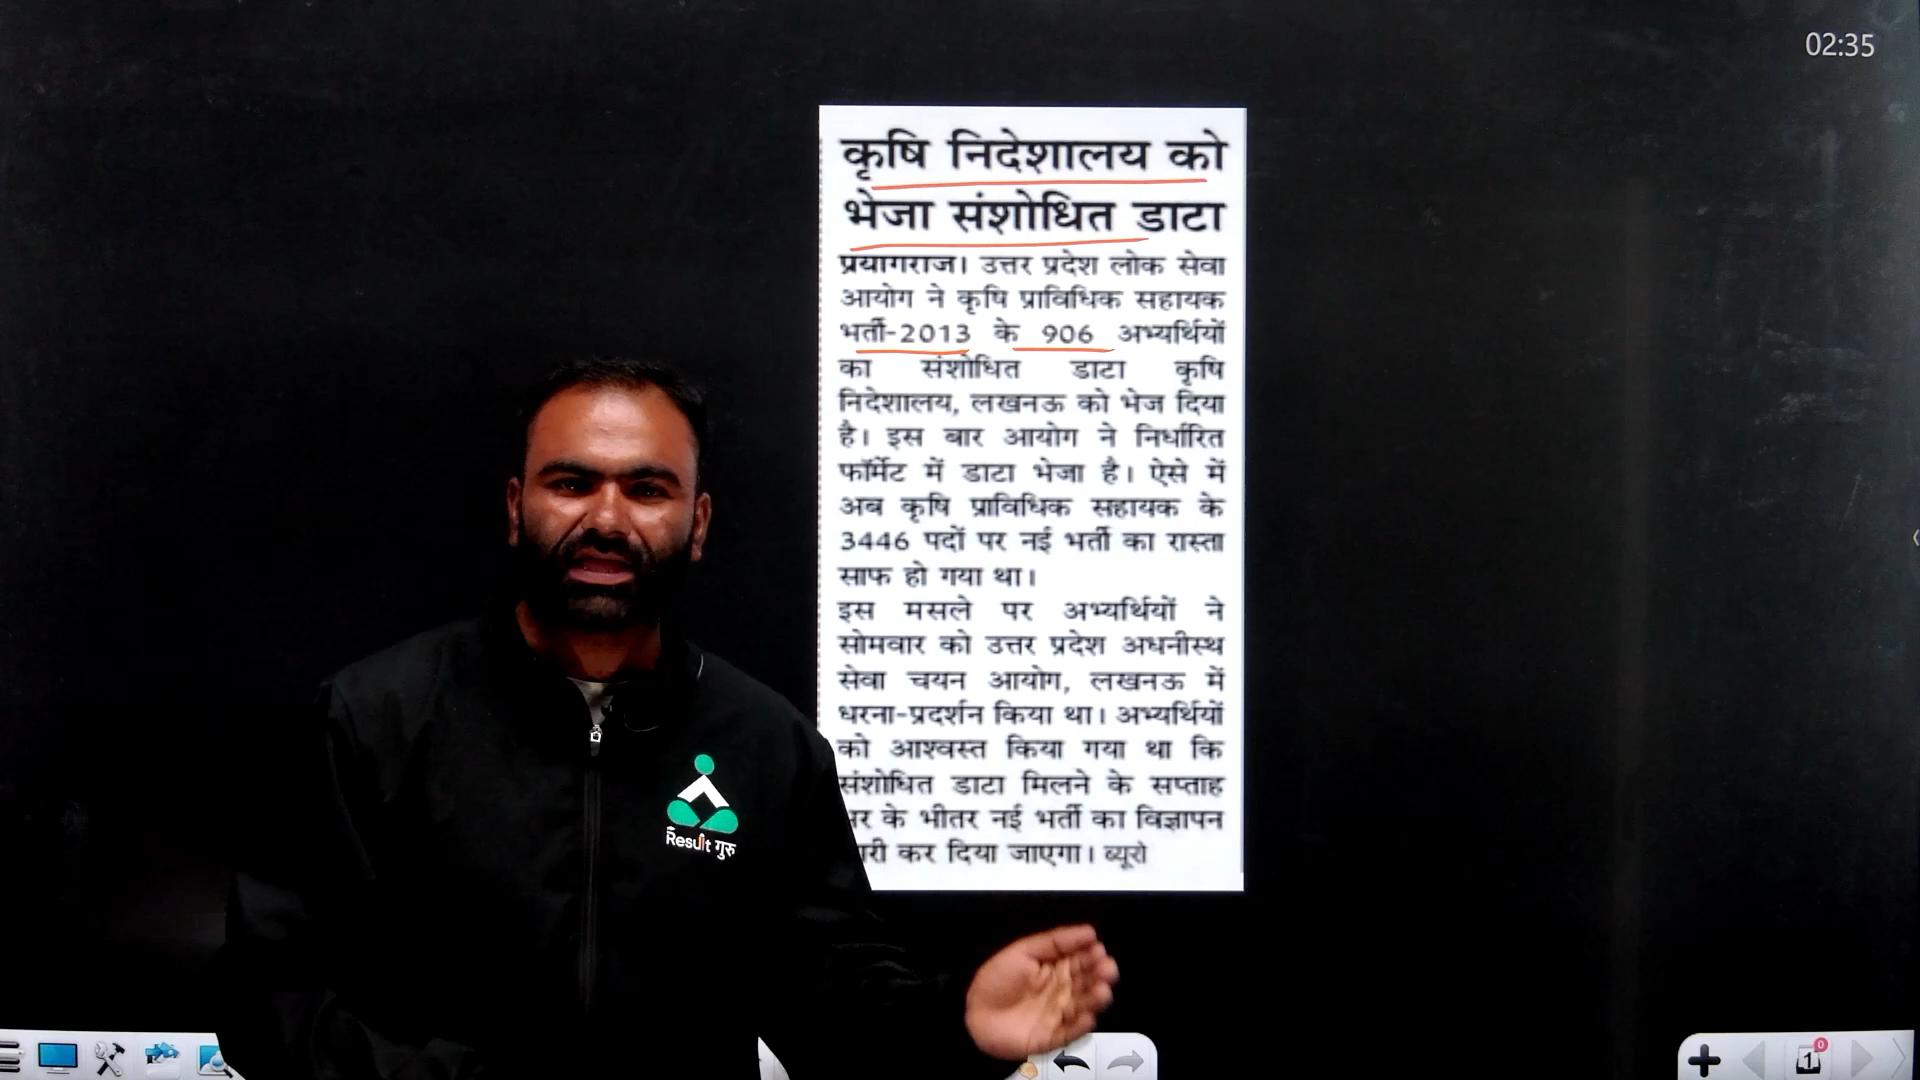 02:35
कृषि निदेशालय को
भेजा संशोधित डाटा
प्रयागराज। उत्तर प्रदेश लोक सेवा
आयोग ने कृषि प्राविधिक सहायक
भर्ती-2013 के 906 अभ्यर्थियों
का संशोधित डाटा कृषि
निदेशालय, लखनऊ को भेज दिया
है। इस बार आयोग ने निर्धारित
फॉर्मेट में डाटा भेजा है। ऐसे में
अब कृषि प्राविधिक सहायक के
3446 पदों पर नई भर्ती का रास्ता
साफ हो गया था।
इस मसले पर अभ्यर्थियों ने
सोमवार को उत्तर प्रदेश अधनीस्थ
सेवा चयन आयोग, लखनऊ में
धरना-प्रदर्शन किया था। अभ्यर्थियों
को आश्वस्त किया गया था कि
संशोधित डाटा मिलने के सप्ताह
के भीतर नई भर्ती का विज्ञापन
कर दिया जाएगा। ब्यूरो
Result गुरु
1
0